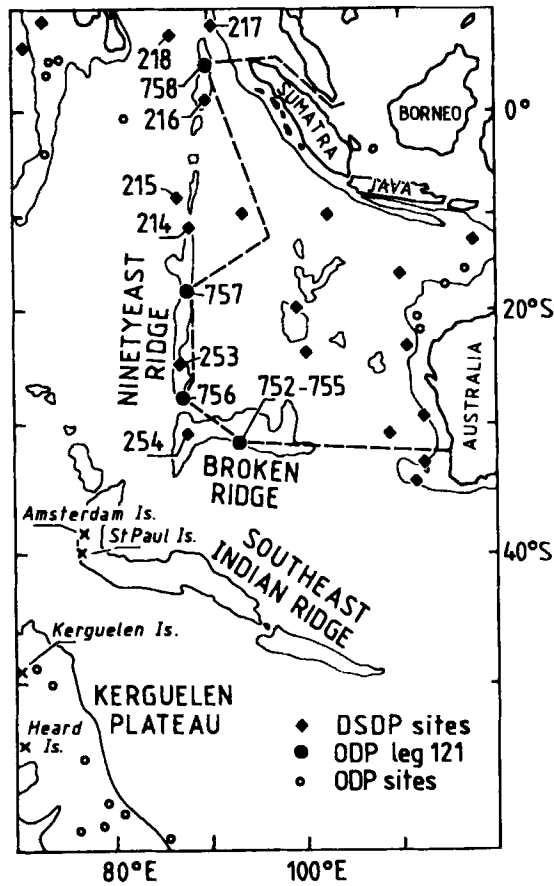 217
218
758
216
SUMATRA
BORNEO
0°
JAVA
215
214
757
20°S
NINETYEAST
RIDGE
253
756
752-755
AUSTRALIA
254
BROKEN
RIDGE
Amsterdam Is.
St Paul Is.
40°S
SOUTHEAST
INDIAN RIDGE
Kerguelen Is.
KERGUELEN
PLATEAU
Heard
Is.
DSDP sites
ODP leg 121
ODP sites
80°E
100°E